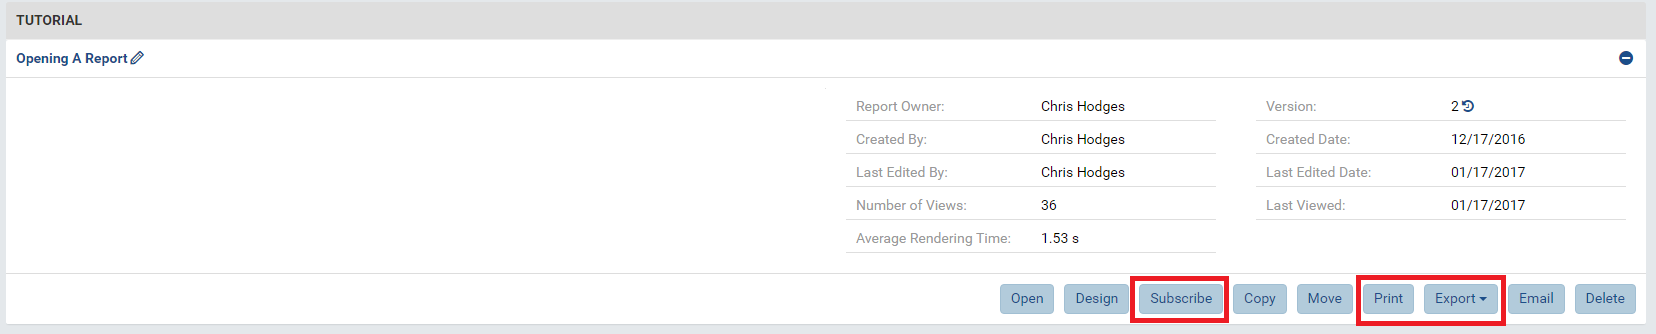 TUTORIAL
Opening A Report
Report Owner: Chris Hodges Version: 2
Created By: Chris Hodges Created Date: 12/17/2016
Last Edited By: Chris Hodges Last Edited Date: 01/17/2017
Number of Views: 36 Last Viewed: 01/17/2017
Average Rendering Time: 1.53 s
Open Design Subscribe Copy Move Print Export Email Delete